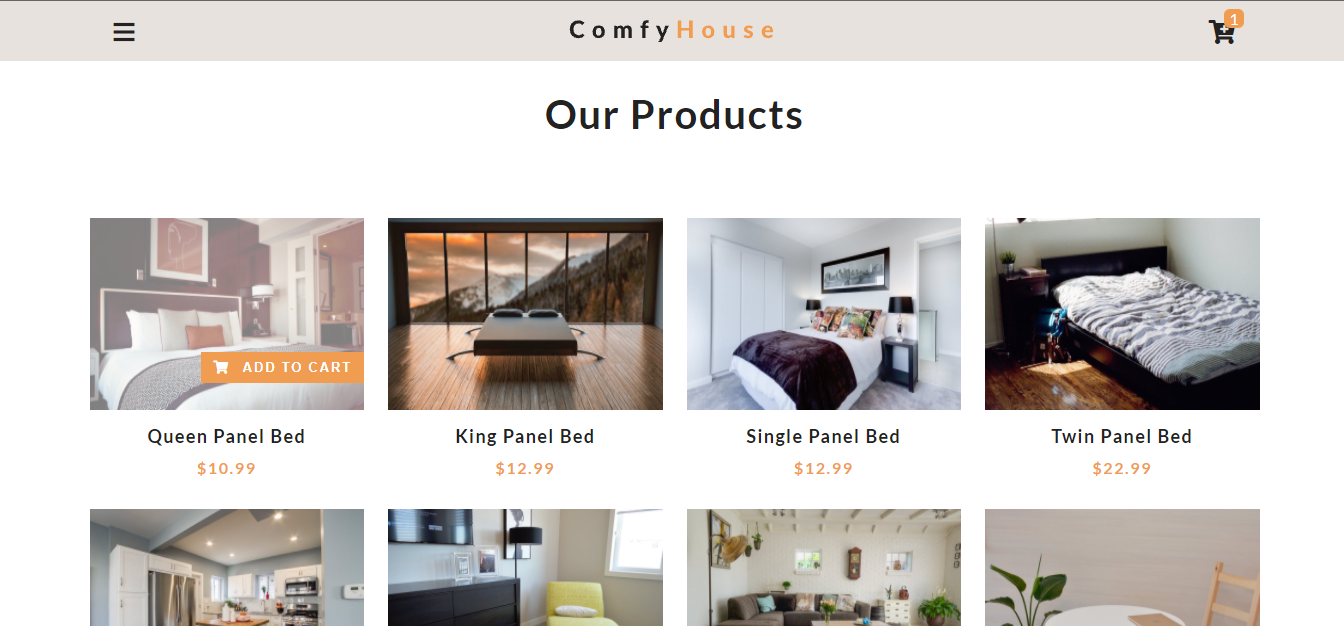 ComfyHouse
1
Our Products
ADD TO CART
Queen Panel Bed
King Panel Bed
Single Panel Bed
Twin Panel Bed
$10.99
$12.99
$12.99
$22.99